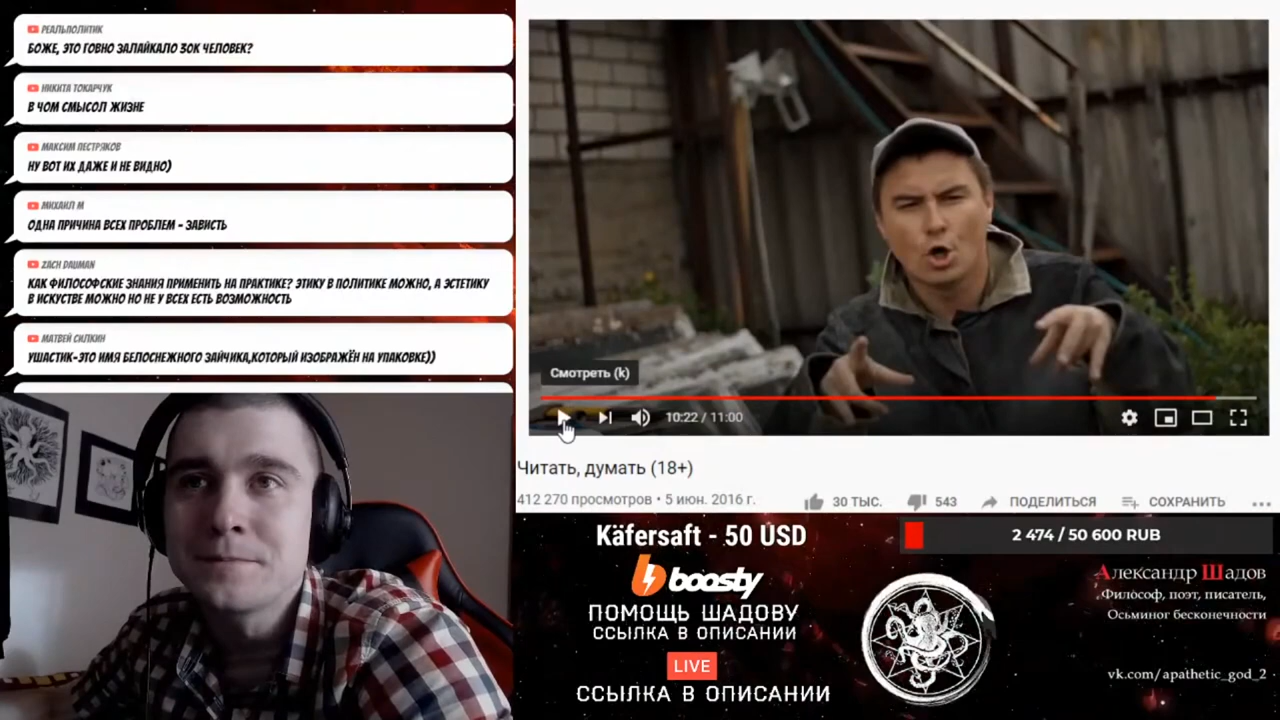 РЕАЛЬПОЛИТИК
БОЖЕ, ЭТО ГОВНО ЗАЛАЙКАЛО 30К ЧЕЛОВЕК?
НИКИТА ТОКАРЧУК
В ЧОМ СМЫСОЛ ЖИЗНЕ
МАКСИМ ПЕСТРЯКОВ
НУ ВОТ ИХ ДАЖЕ И НЕ ВИДНО)
МИХАИЛ М
ОДНА ПРИЧИНА ВСЕХ ПРОБЛЕМ - ЗАВИСТЬ
ZACH DAUMAN
КАК ФИЛОСОФСКИЕ ЗНАНИЯ ПРИМЕНИТЬ НА ПРАКТИКЕ? ЭТИКУ В ПОЛИТИКЕ МОЖНО, А ЭСТЕТИКУ
В ИСКУСТВЕ МОЖНО НО НЕ У ВСЕХ ЕСТЬ ВОЗМОЖНОСТЬ
МАТВЕЙ СИЛКИН
УШАСТИК-ЭТО ИМЯ БЕЛОСНЕЖНОГО ЗАЙЧИКА,КОТОРЫЙ ИЗОБРАЖЁН НА УПАКОВКЕ))
Смотреть (k)
10:22 / 11:00
Читать, думать (18+)
412 270 просмотров • 5 июн. 2016 г.
30 ТЫС.
543
ПОДЕЛИТЬСЯ
СОХРАНИТЬ
Käfersaft - 50 USD
boosty
ПОМОЩЬ ШАДОВУ
ССЫЛКА В ОПИСАНИИ
LIVE
ССЫЛКА В ОПИСАНИИ
2 474 / 50 600 RUB
Александр Шадов
Философ, поэт, писатель,
Осьминог бесконечности
vk.com/apathetic_god_2